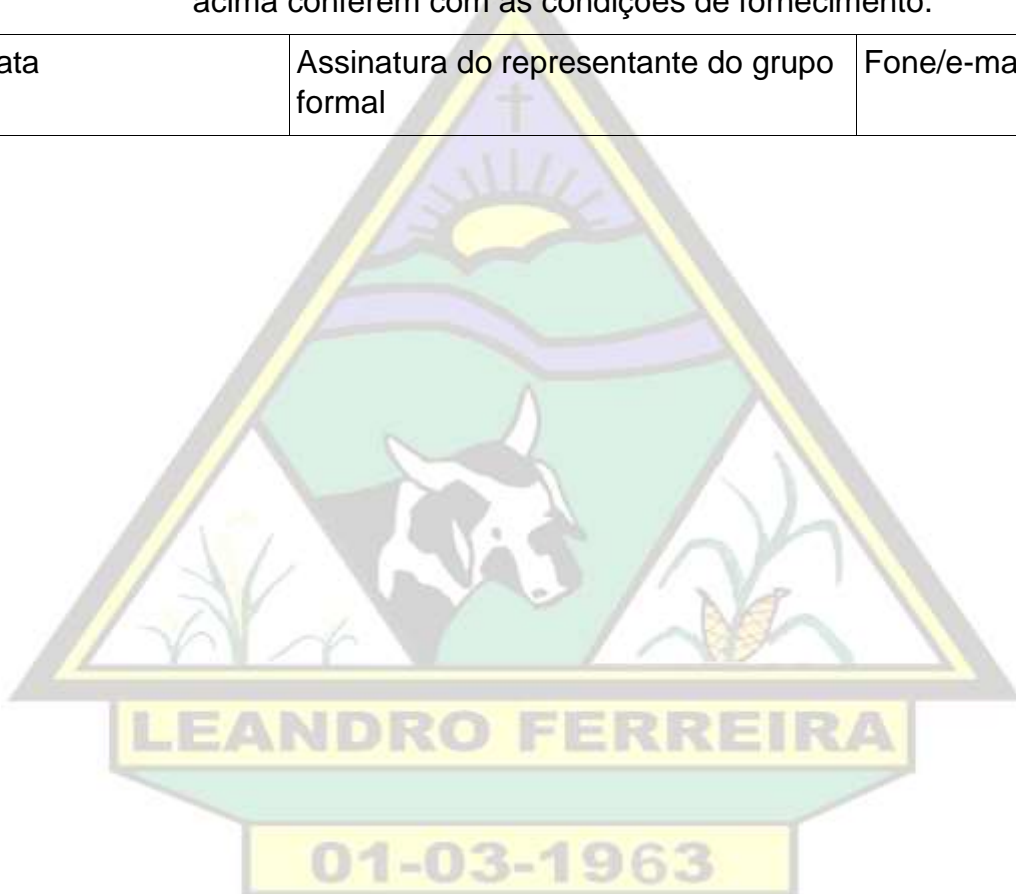 acima conferem com as condições de fornecimento.
ata
Assinatura do representante do grupo
formal
Fone/e-ma
LEANDRO FERREIRA
01-03-1963